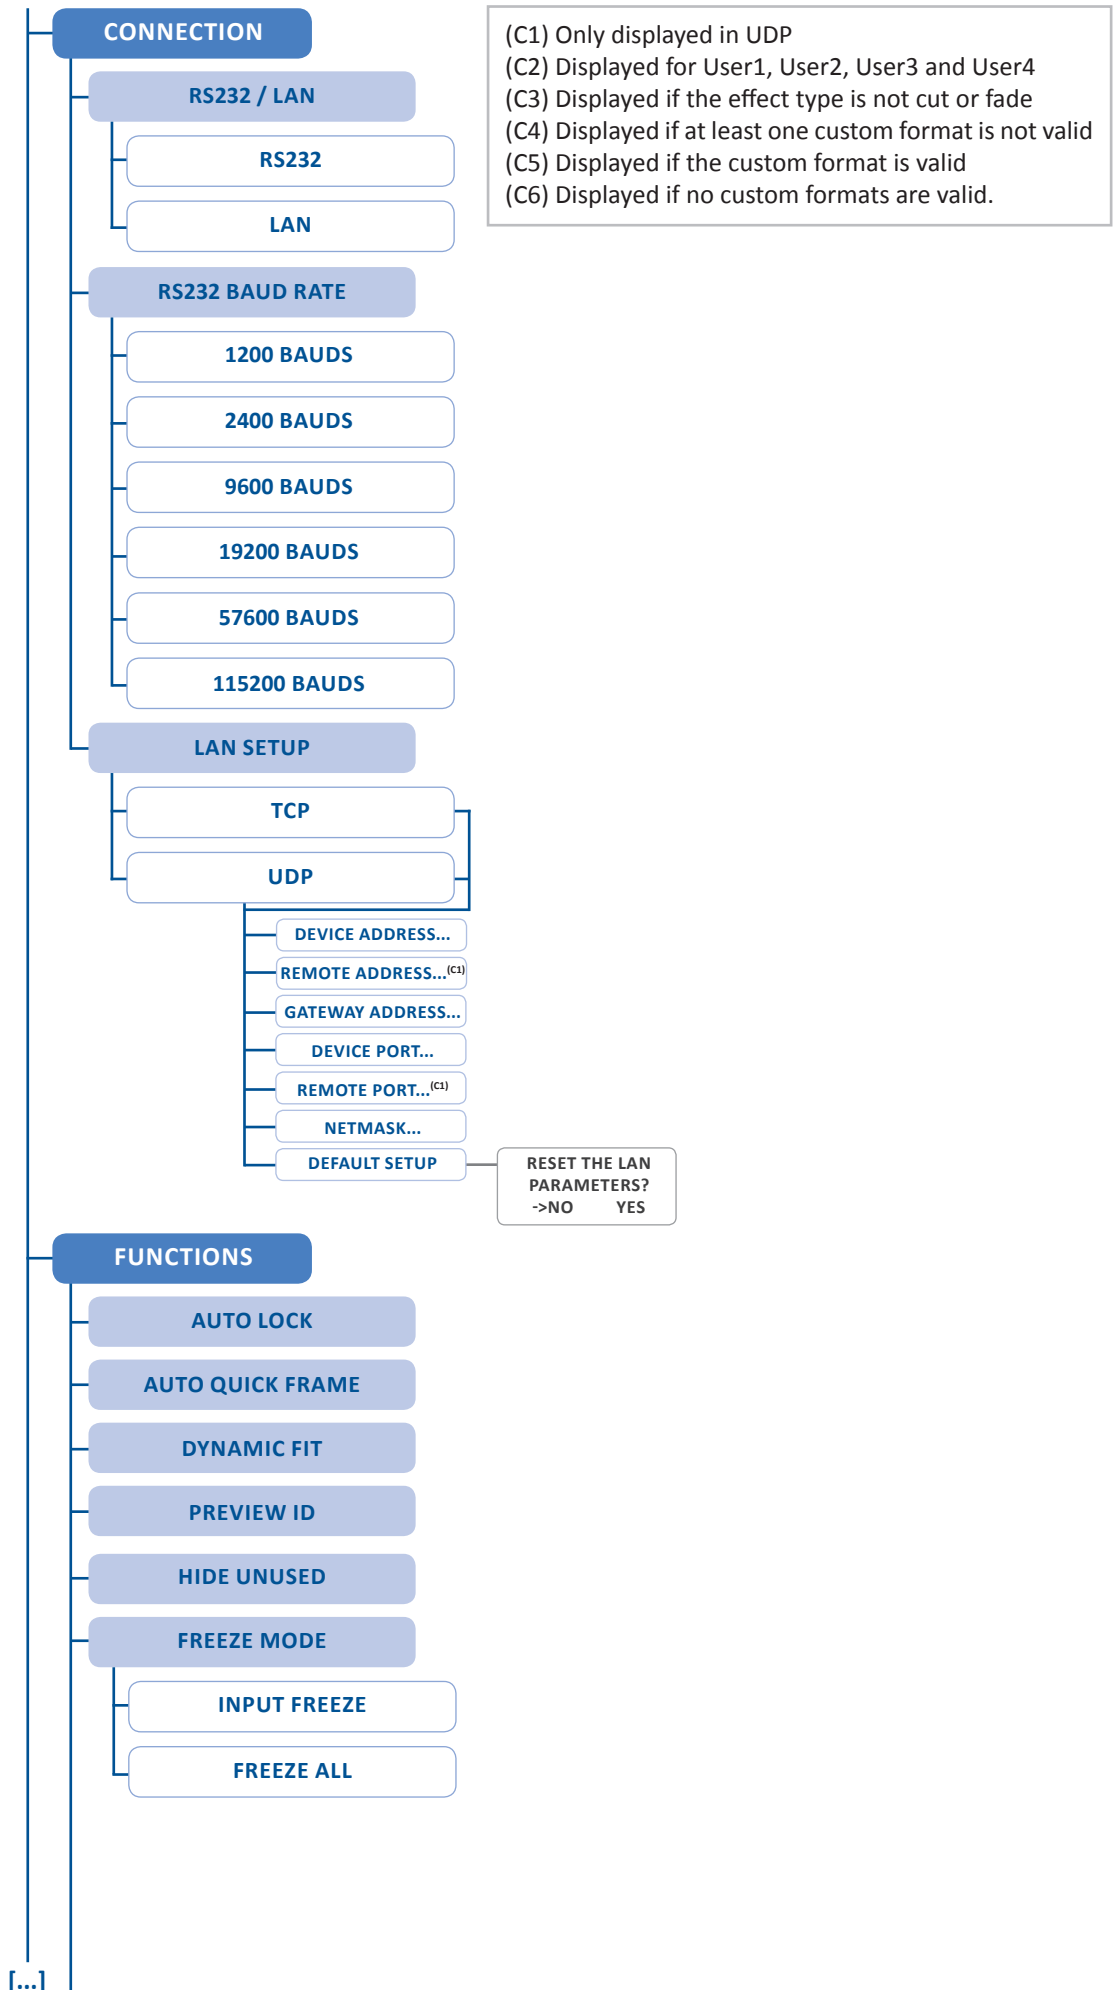 CONNECTION
(C1) Only displayed in UDP
(C2) Displayed for User1, User2, User3 and User4
(C3) Displayed if the effect type is not cut or fade
(C4) Displayed if at least one custom format is not valid
(C5) Displayed if the custom format is valid
(C6) Displayed if no custom formats are valid.
RS232 / LAN
RS232
LAN
RS232 BAUD RATE
1200 BAUDS
2400 BAUDS
9600 BAUDS
19200 BAUDS
57600 BAUDS
115200 BAUDS
LAN SETUP
TCP
UDP
DEVICE ADDRESS...
REMOTE ADDRESS...(C1)
GATEWAY ADDRESS...
DEVICE PORT...
REMOTE PORT...(C1)
NETMASK...
DEFAULT SETUP
RESET THE LAN
PARAMETERS?
->NO YES
FUNCTIONS
AUTO LOCK
AUTO QUICK FRAME
DYNAMIC FIT
PREVIEW ID
HIDE UNUSED
FREEZE MODE
INPUT FREEZE
FREEZE ALL
[...]